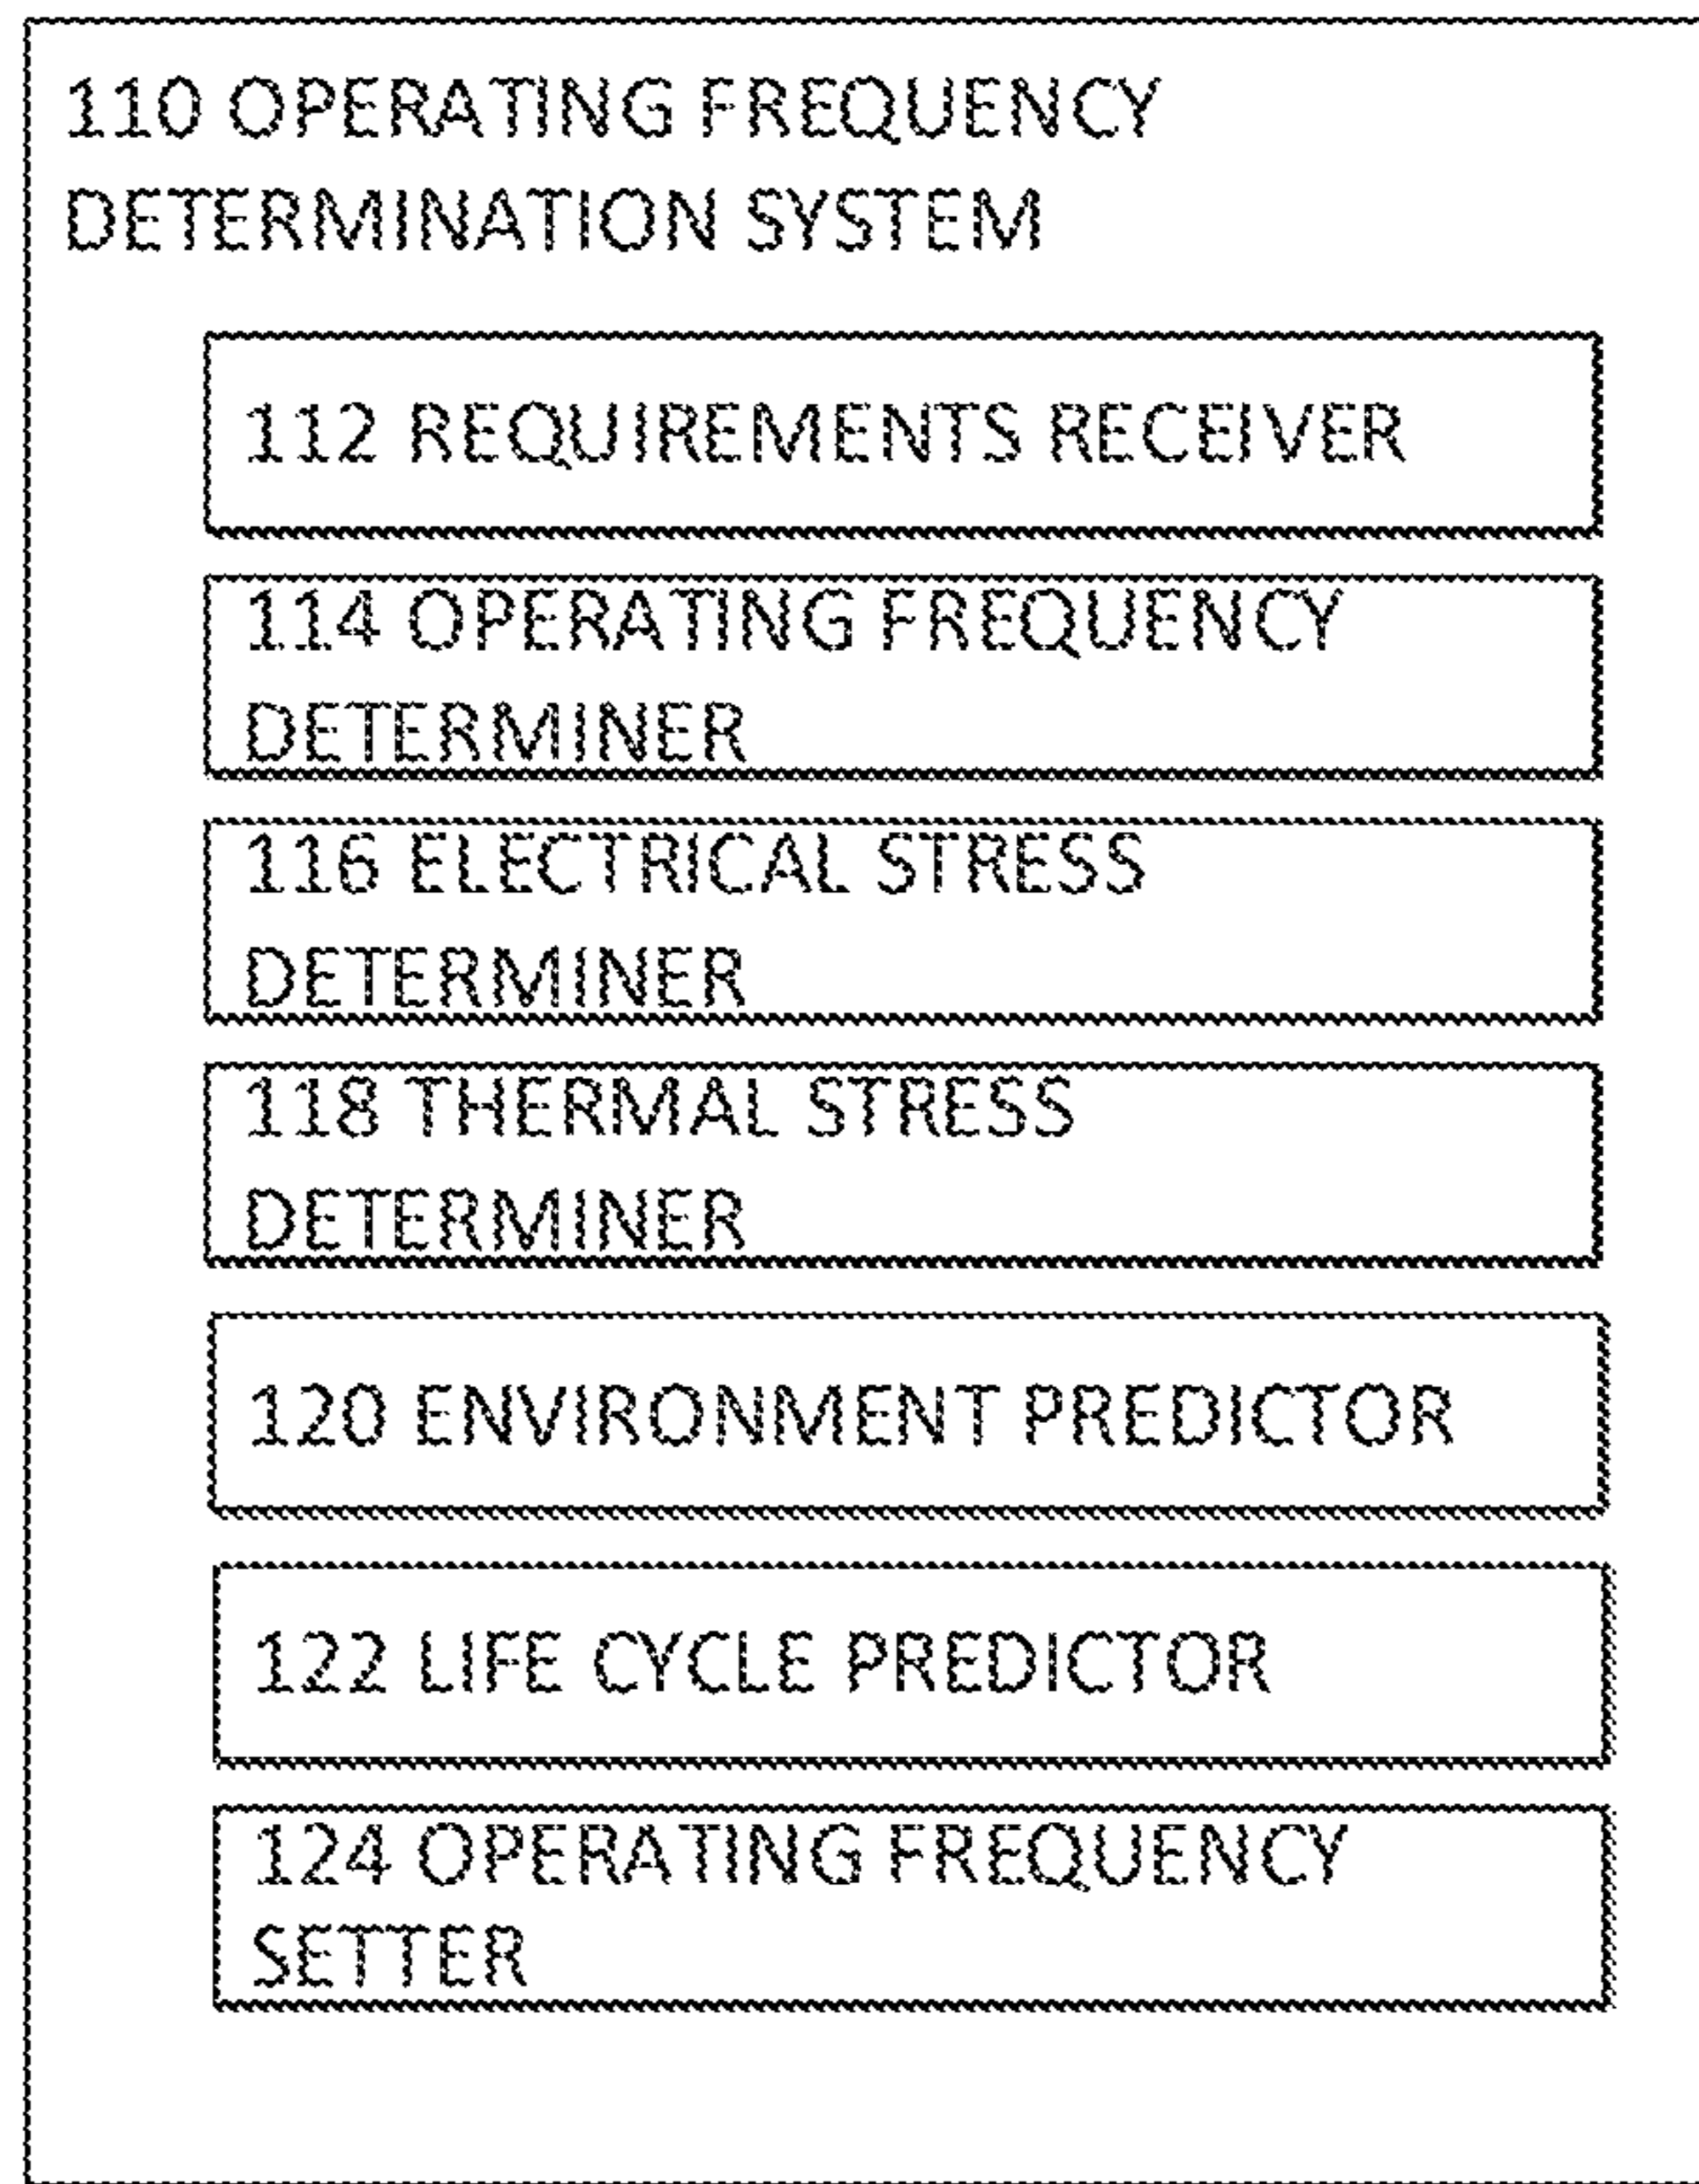 110 OPERATING FREQUENCY
DETERMINATION SYSTEM
112 REQUIREMENTS RECEIVER
114 OPERATING FREQUENCY
DETERMINER
116 ELECTRICAL STRESS
DETERMINER
118 THERMAL STRESS
DETERMINER
120 ENVIRONMENT PREDICTOR
122 LIFE CYCLE PREDICTOR
124 OPERATING FREQUENCY
SETTER